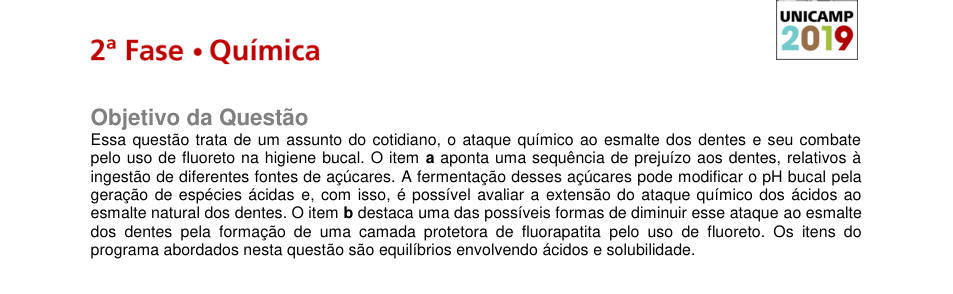 UNICAMP
2019
2ª Fase • Química
Objetivo da Questão
Essa questão trata de um assunto do cotidiano, o ataque químico ao esmalte dos dentes e seu combate
pelo uso de fluoreto na higiene bucal. O item a aponta uma sequência de prejuízo aos dentes, relativos à
ingestão de diferentes fontes de açúcares. A fermentação desses açúcares pode modificar o pH bucal pela
geração de espécies ácidas e, com isso, é possível avaliar a extensão do ataque químico dos ácidos ao
esmalte natural dos dentes. O item b destaca uma das possíveis formas de diminuir esse ataque ao esmalte
dos dentes pela formação de uma camada protetora de fluorapatita pelo uso de fluoreto. Os itens do
programa abordados nesta questão são equilíbrios envolvendo ácidos e solubilidade.